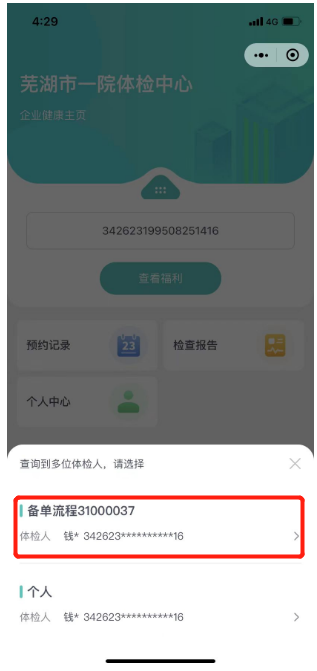 4:29
4G
芜湖市一院体检中心
企业健康主页
342623199508251416
查看福利
预约记录
23
检查报告
个人中心
查询到多位体检人，请选择
备单流程31000037
体检人 钱* 342623**********16
个人
体检人 钱* 342623**********16